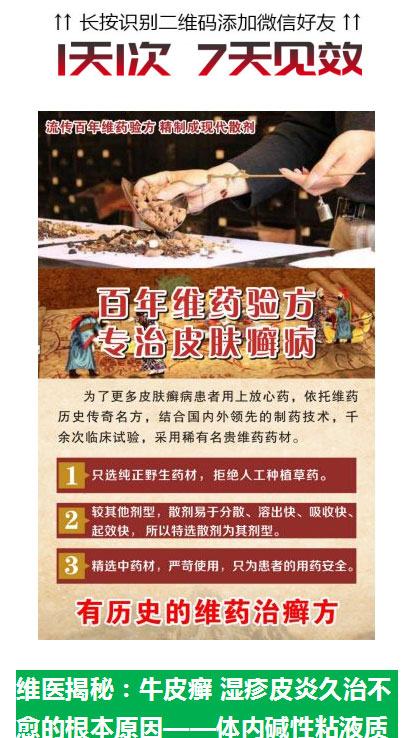 ↑↑ 长按识别二维码添加微信好友 ↑↑
1天1次 7天见效
流传百年维药验方 精制成现代散剂
百年维药验方
专治皮肤癣病
为了更多皮肤癣病患者用上放心药，依托维药
历史传奇名方，结合国内外领先的制药技术，千
余次临床试验，采用稀有名贵维药药材。
1 只选纯正野生药材，拒绝人工种植草药。
2 较其他剂型，散剂易于分散、溶出快、吸收快、
起效快， 所以特选散剂为其剂型。
3 精选中药材，严苛使用，只为患者的用药安全。
有历史的维药治癣方
维医揭秘：牛皮癣 湿疹皮炎久治不
愈的根本原因——体内碱性粘液质